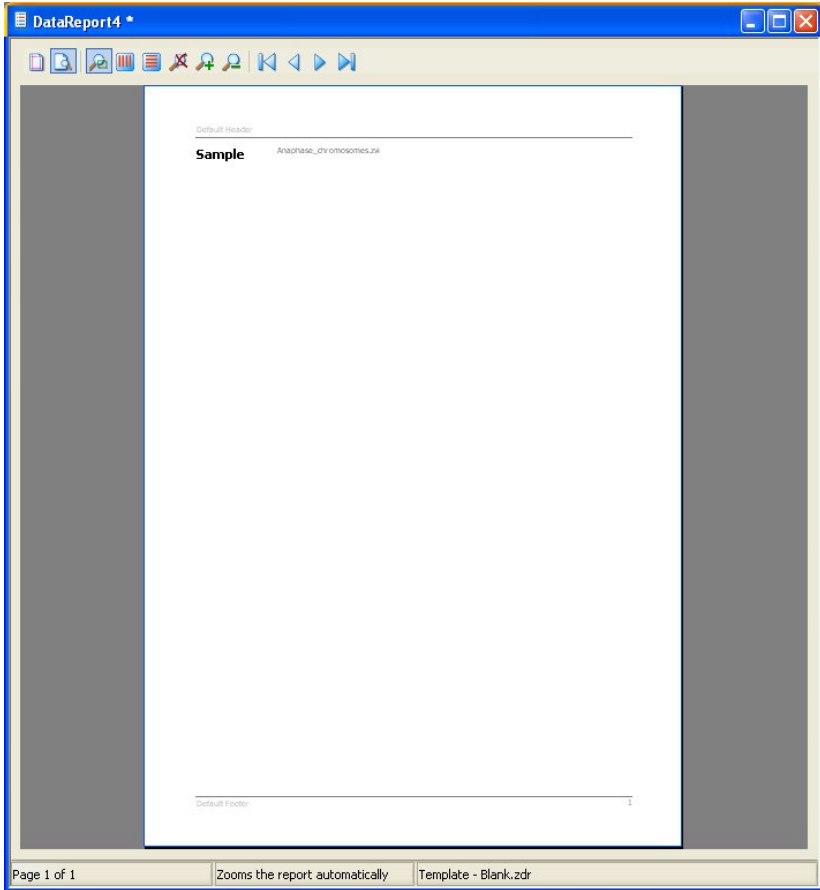 DataReport4 *
Default Header
Sample Anaphase_chromosomes.zvi
Default Footer 1
Page 1 of 1 Zooms the report automatically Template - Blank.zdr